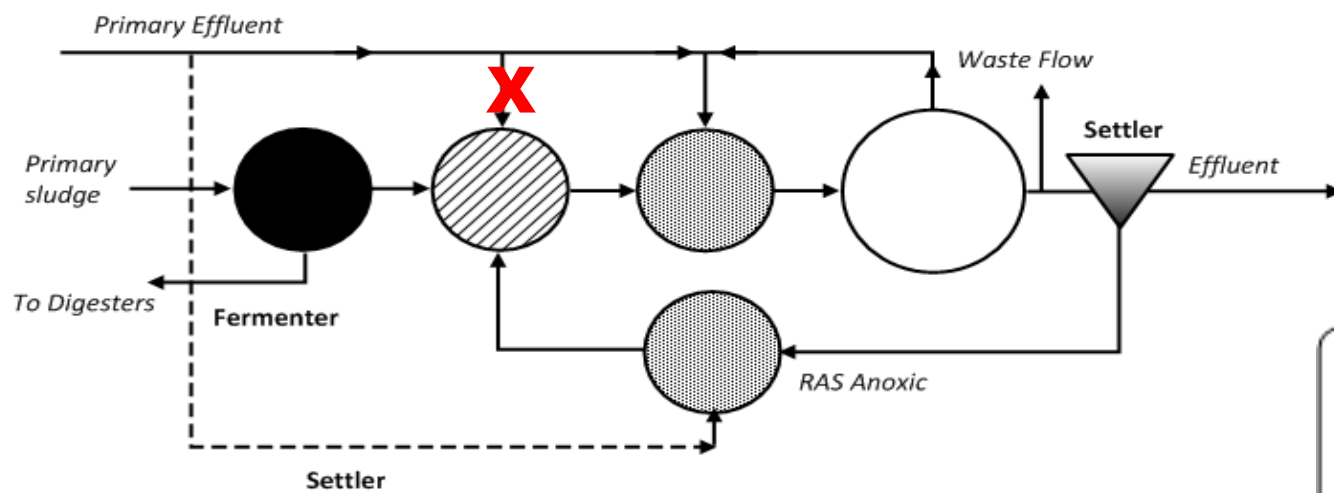 Primary Effluent
Waste Flow
Settler
Primary
sludge
Effluent
To Digesters
Fermenter
RAS Anoxic
Settler
X